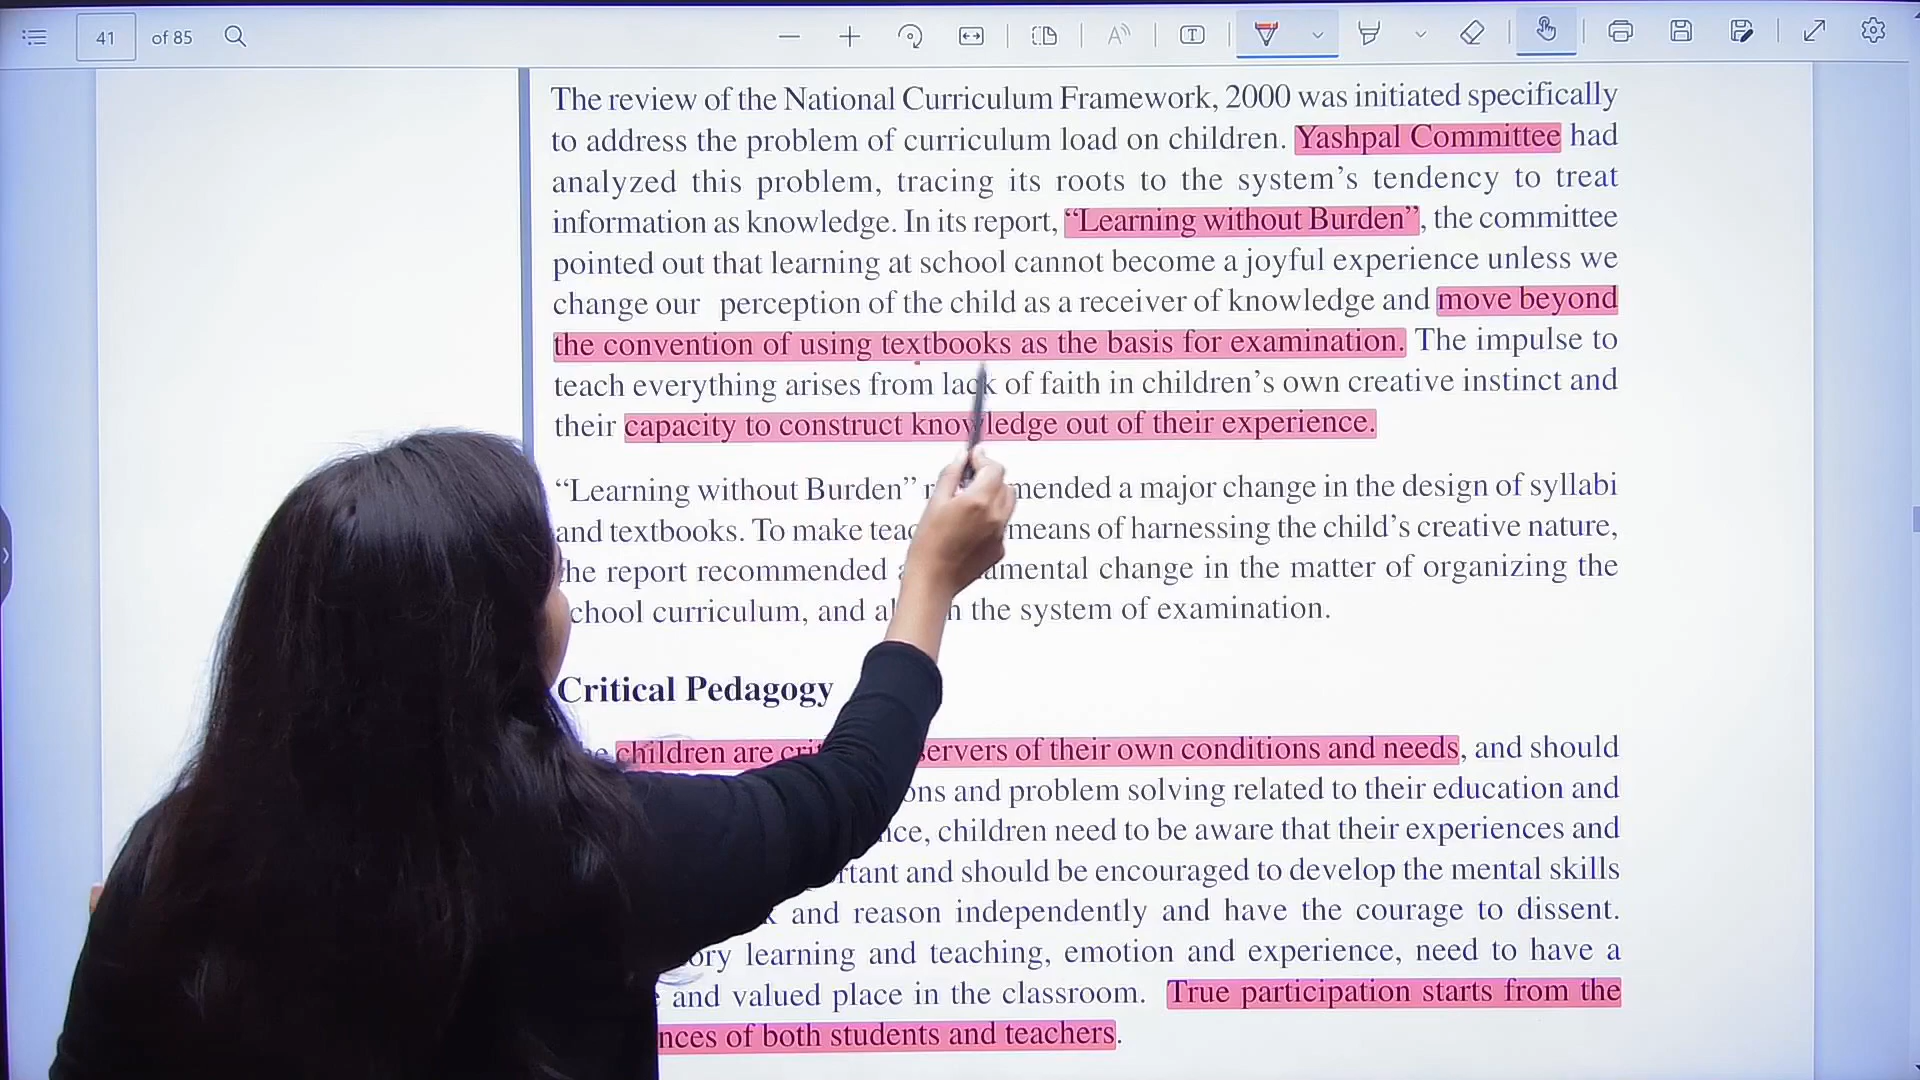 41 of 85
The review of the National Curriculum Framework, 2000 was initiated specifically
to address the problem of curriculum load on children. Yashpal Committee had
analyzed this problem, tracing its roots to the system's tendency to treat
information as knowledge. In its report, “Learning without Burden”, the committee
pointed out that learning at school cannot become a joyful experience unless we
change our perception of the child as a receiver of knowledge and move beyond
the convention of using textbooks as the basis for examination. The impulse to
teach everything arises from lack of faith in children's own creative instinct and
their capacity to construct knowledge out of their experience.
“Learning without Burden” a major change in the design of syllabi
and textbooks. To make means of harnessing the child's creative nature,
the report recommended change in the matter of organizing the
school curriculum, and the system of examination.
Critical Pedagogy
children are of their own conditions and needs, and should
and problem solving related to their education and
children need to be aware that their experiences and
and should be encouraged to develop the mental skills
and reason independently and have the courage to dissent.
learning and teaching, emotion and experience, need to have a
and valued place in the classroom. True participation starts from the
of both students and teachers.